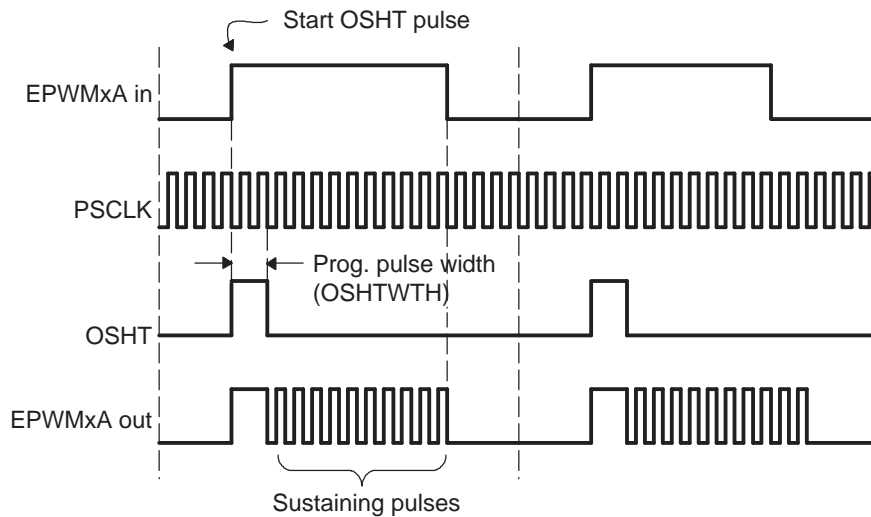 Start OSHT pulse
EPWMxA in
PSCLK
Prog. pulse width
(OSHTWTH)
OSHT
EPWMxA out
Sustaining pulses